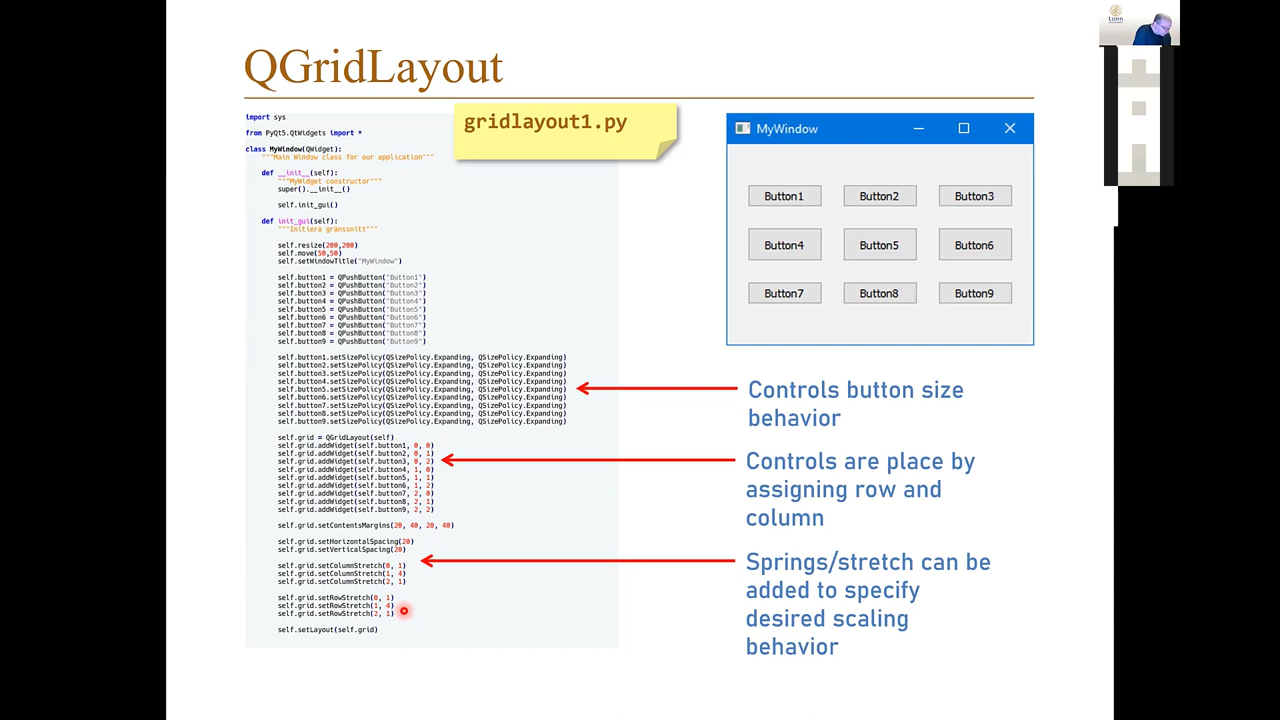 QGridLayout
import sys
from PyQt5.QtWidgets import *
class MyWindow(QWidget):
"""Main Window class for our application"""
def __init__(self):
"""MyWidget constructor"""
super().__init__()
self.init_gui()
def init_gui(self):
"""Initiera gränssnitt"""
self.resize(200,200)
self.move(50,50)
self.setWindowTitle("MyWindow")
self.button1 = QPushButton("Button1")
self.button2 = QPushButton("Button2")
self.button3 = QPushButton("Button3")
self.button4 = QPushButton("Button4")
self.button5 = QPushButton("Button5")
self.button6 = QPushButton("Button6")
self.button7 = QPushButton("Button7")
self.button8 = QPushButton("Button8")
self.button9 = QPushButton("Button9")
self.button1.setSizePolicy(QSizePolicy.Expanding, QSizePolicy.Expanding)
self.button2.setSizePolicy(QSizePolicy.Expanding, QSizePolicy.Expanding)
self.button3.setSizePolicy(QSizePolicy.Expanding, QSizePolicy.Expanding)
self.button4.setSizePolicy(QSizePolicy.Expanding, QSizePolicy.Expanding)
self.button5.setSizePolicy(QSizePolicy.Expanding, QSizePolicy.Expanding)
self.button6.setSizePolicy(QSizePolicy.Expanding, QSizePolicy.Expanding)
self.button7.setSizePolicy(QSizePolicy.Expanding, QSizePolicy.Expanding)
self.button8.setSizePolicy(QSizePolicy.Expanding, QSizePolicy.Expanding)
self.button9.setSizePolicy(QSizePolicy.Expanding, QSizePolicy.Expanding)
self.grid = QGridLayout(self)
self.grid.addWidget(self.button1, 0, 0)
self.grid.addWidget(self.button2, 0, 1)
self.grid.addWidget(self.button3, 0, 2)
self.grid.addWidget(self.button4, 1, 0)
self.grid.addWidget(self.button5, 1, 1)
self.grid.addWidget(self.button6, 1, 2)
self.grid.addWidget(self.button7, 2, 0)
self.grid.addWidget(self.button8, 2, 1)
self.grid.addWidget(self.button9, 2, 2)
self.grid.setContentsMargins(20, 40, 20, 40)
self.grid.setHorizontalSpacing(20)
self.grid.setVerticalSpacing(20)
self.grid.setColumnStretch(0, 1)
self.grid.setColumnStretch(1, 4)
self.grid.setColumnStretch(2, 1)
self.grid.setRowStretch(0, 1)
self.grid.setRowStretch(1, 4)
self.grid.setRowStretch(2, 1)
self.setLayout(self.grid)
gridlayout1.py
MyWindow
Button1 Button2 Button3
Button4 Button5 Button6
Button7 Button8 Button9
Controls button size
behavior
Controls are place by
assigning row and
column
Springs/stretch can be
added to specify
desired scaling
behavior
LUND